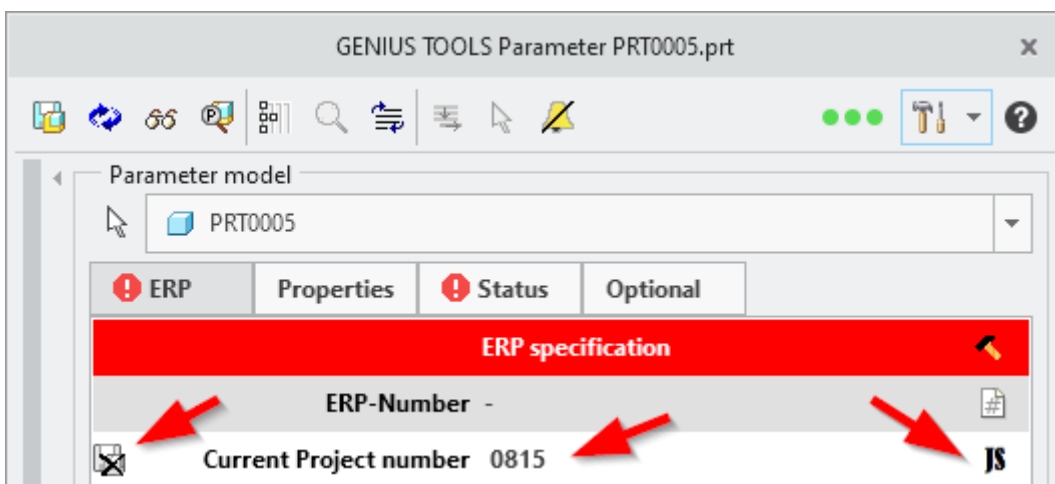 GENIUS TOOLS Parameter PRT0005.prt
Parameter model
PRT0005
ERP Properties Status Optional
ERP specification
ERP-Number -
Current Project number 0815 JS